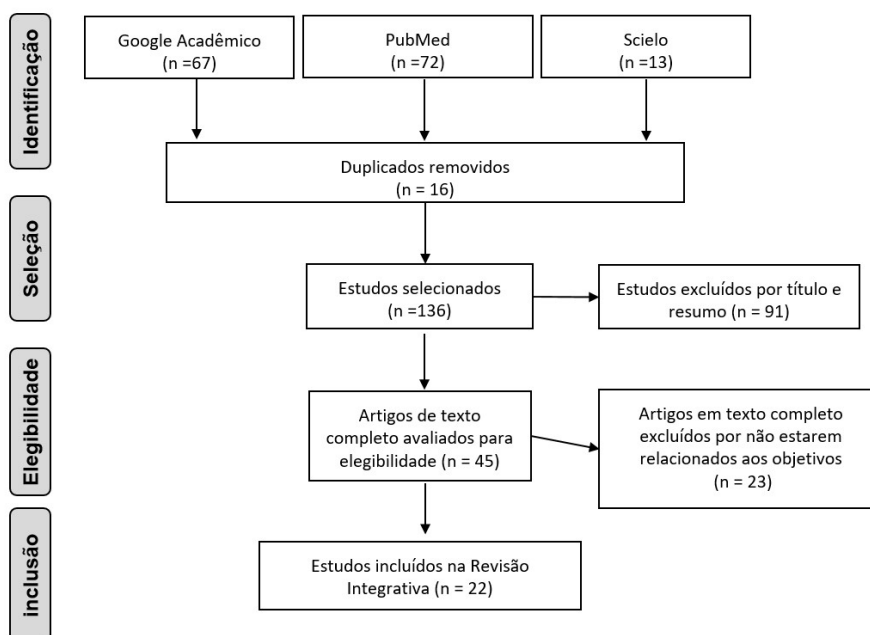 Identificação
Google Acadêmico
(n =67)
PubMed
(n =72)
Scielo
(n =13)
Duplicados removidos
(n = 16)
Seleção
Estudos selecionados
(n =136)
Estudos excluídos por título e
resumo (n = 91)
Elegibilidade
Artigos de texto
completo avaliados para
elegibilidade (n = 45)
Artigos em texto completo
excluídos por não estarem
relacionados aos objetivos
(n = 23)
inclusão
Estudos incluídos na Revisão
Integrativa (n = 22)